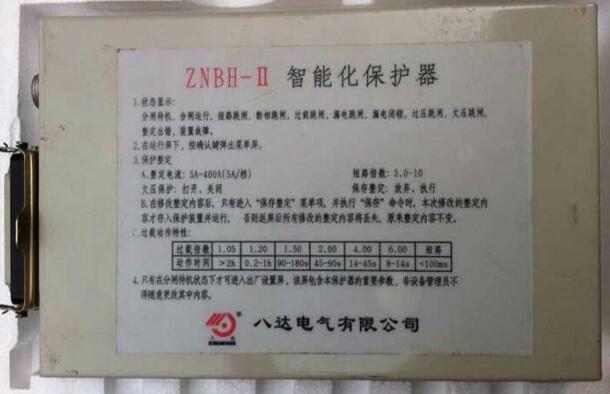 ZNBH-Ⅱ 智能化保护器
1.状态显示:
分闸待机、合闸运行、短路跳闸、断相跳闸、过载跳闸、漏电跳闸、漏电闭锁、过压跳闸、欠压跳闸、
整定出错、装置故障。
2.在运行屏下,按确认键弹出菜单屏。
3.保护整定
A.整定电流: 5A-400A(5A/档) 短路倍数: 3.0-10
欠压保护: 打开、关闭 保存整定: 放弃、执行
B.在修改整定内容后,只有进入“保存整定”菜单项,并执行“保存”命令时,本次修改的整定内
容才存入保护装置并运行, 否则返屏后所有修改的整定内容将丢失,原来整定内容不变。
C.过载动作特性:
过载倍数 1.05 1.20 1.50 2.00 4.00 6.00 短路
动作时间 >2h 0.2-1h 90-180s 45-90s 14-45s 8-14s <100ms
4.只有在分闸待机状态下才可进入出厂设置屏,该屏包含本保护器的重要参数,非设备管理员不
得随意更改其中内容。
八达电气有限公司